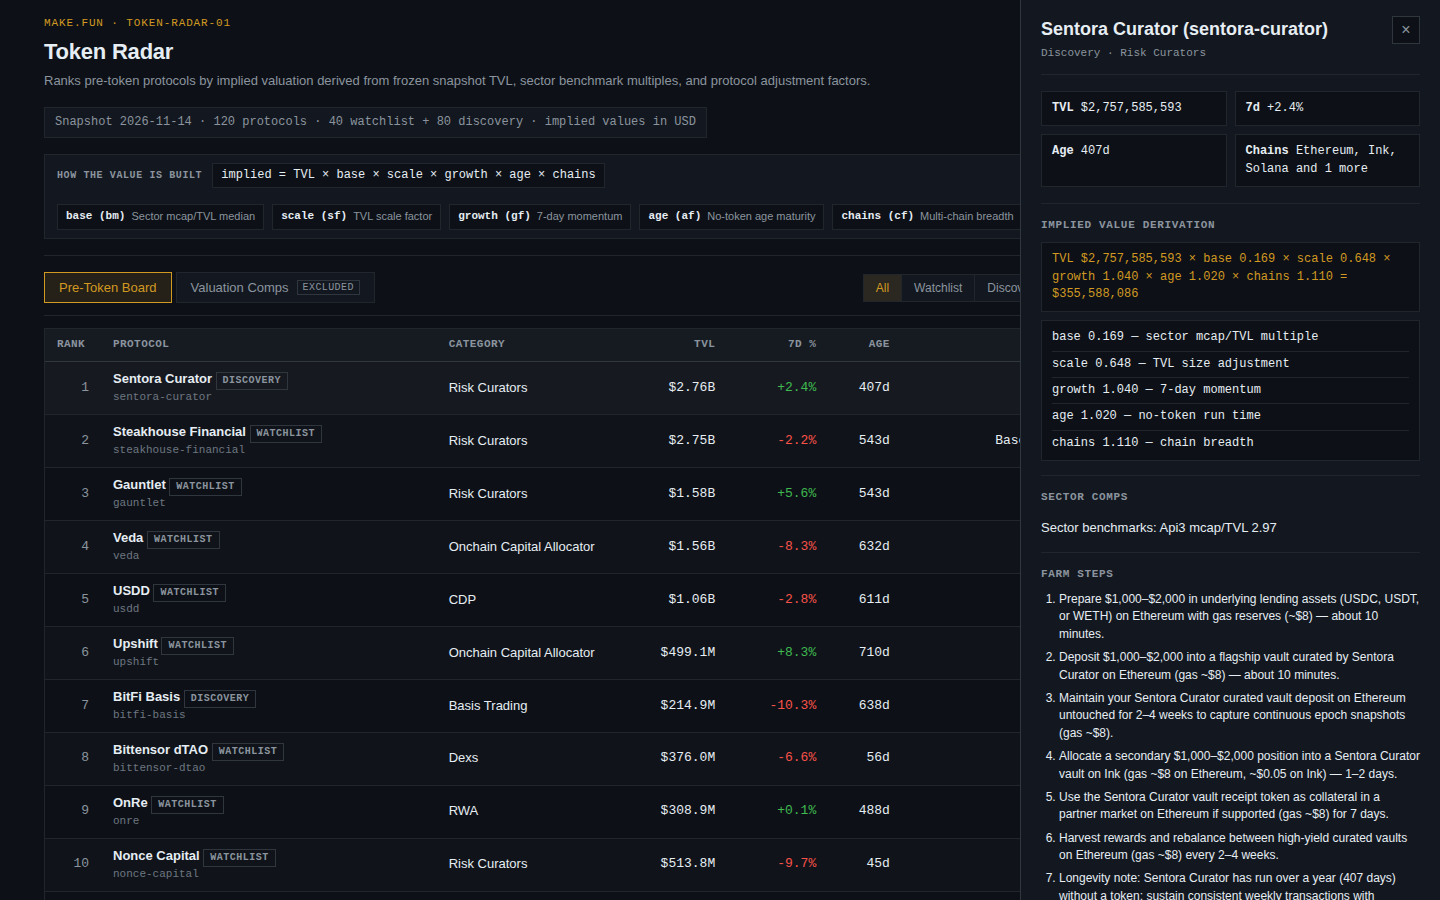 MAKE.FUN · TOKEN-RADAR-01
Token Radar
Ranks pre-token protocols by implied valuation derived from frozen snapshot TVL, sector benchmark multiples, and protocol adjustment factors.
Snapshot 2026-11-14 · 120 protocols · 40 watchlist + 80 discovery · implied values in USD
HOW THE VALUE IS BUILT implied = TVL × base × scale × growth × age × chains
base (bm) Sector mcap/TVL median scale (sf) TVL scale factor growth (gf) 7-day momentum age (af) No-token age maturity chains (cf) Multi-chain breadth
Pre-Token Board Valuation Comps EXCLUDED All Watchlist Discov
RANK PROTOCOL CATEGORY TVL 7D % AGE
1 Sentora Curator DISCOVERY Risk Curators $2.76B +2.4% 407d
sentora-curator
2 Steakhouse Financial WATCHLIST Risk Curators $2.75B -2.2% 543d Base
steakhouse-financial
3 Gauntlet WATCHLIST Risk Curators $1.58B +5.6% 543d
gauntlet
4 Veda WATCHLIST Onchain Capital Allocator $1.56B -8.3% 632d
veda
5 USDD WATCHLIST CDP $1.06B -2.8% 611d
usdd
6 Upshift WATCHLIST Onchain Capital Allocator $499.1M +8.3% 710d
upshift
7 BitFi Basis DISCOVERY Basis Trading $214.9M -10.3% 638d
bitfi-basis
8 Bittensor dTAO WATCHLIST Dexs $376.0M -6.6% 56d
bittensor-dtao
9 OnRe WATCHLIST RWA $308.9M +0.1% 488d
onre
10 Nonce Capital WATCHLIST Risk Curators $513.8M -9.7% 45d
nonce-capital
Sentora Curator (sentora-curator) ×
Discovery · Risk Curators
TVL $2,757,585,593 7d +2.4%
Age 407d Chains Ethereum, Ink,
Solana and 1 more
IMPLIED VALUE DERIVATION
TVL $2,757,585,593 × base 0.169 × scale 0.648 ×
growth 1.040 × age 1.020 × chains 1.110 =
$355,588,086
base 0.169 — sector mcap/TVL multiple
scale 0.648 — TVL size adjustment
growth 1.040 — 7-day momentum
age 1.020 — no-token run time
chains 1.110 — chain breadth
SECTOR COMPS
Sector benchmarks: Api3 mcap/TVL 2.97
FARM STEPS
1. Prepare $1,000–$2,000 in underlying lending assets (USDC, USDT,
or WETH) on Ethereum with gas reserves (~$8) — about 10
minutes.
2. Deposit $1,000–$2,000 into a flagship vault curated by Sentora
Curator on Ethereum (gas ~$8) — about 10 minutes.
3. Maintain your Sentora Curator curated vault deposit on Ethereum
untouched for 2–4 weeks to capture continuous epoch snapshots
(gas ~$8).
4. Allocate a secondary $1,000–$2,000 position into a Sentora Curator
vault on Ink (gas ~$8 on Ethereum, ~$0.05 on Ink) — 1–2 days.
5. Use the Sentora Curator vault receipt token as collateral in a
partner market on Ethereum if supported (gas ~$8) for 7 days.
6. Harvest rewards and rebalance between high-yield curated vaults
on Ethereum (gas ~$8) every 2–4 weeks.
7. Longevity note: Sentora Curator has run over a year (407 days)
without a token; sustain consistent weekly transactions with